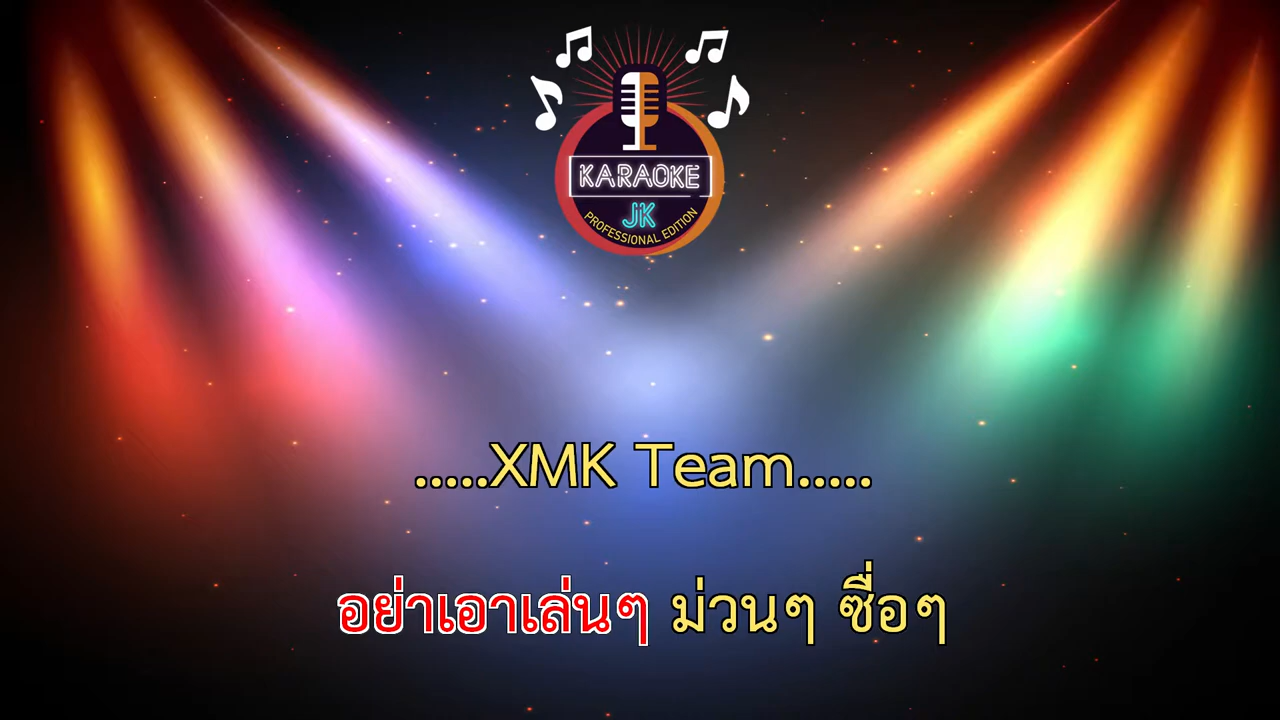 KARAOKE
JK
PROFESSIONAL EDITION
.....XMK Team.....
อย่าเอาเล่นๆ ม่วนๆ ซื่อๆ